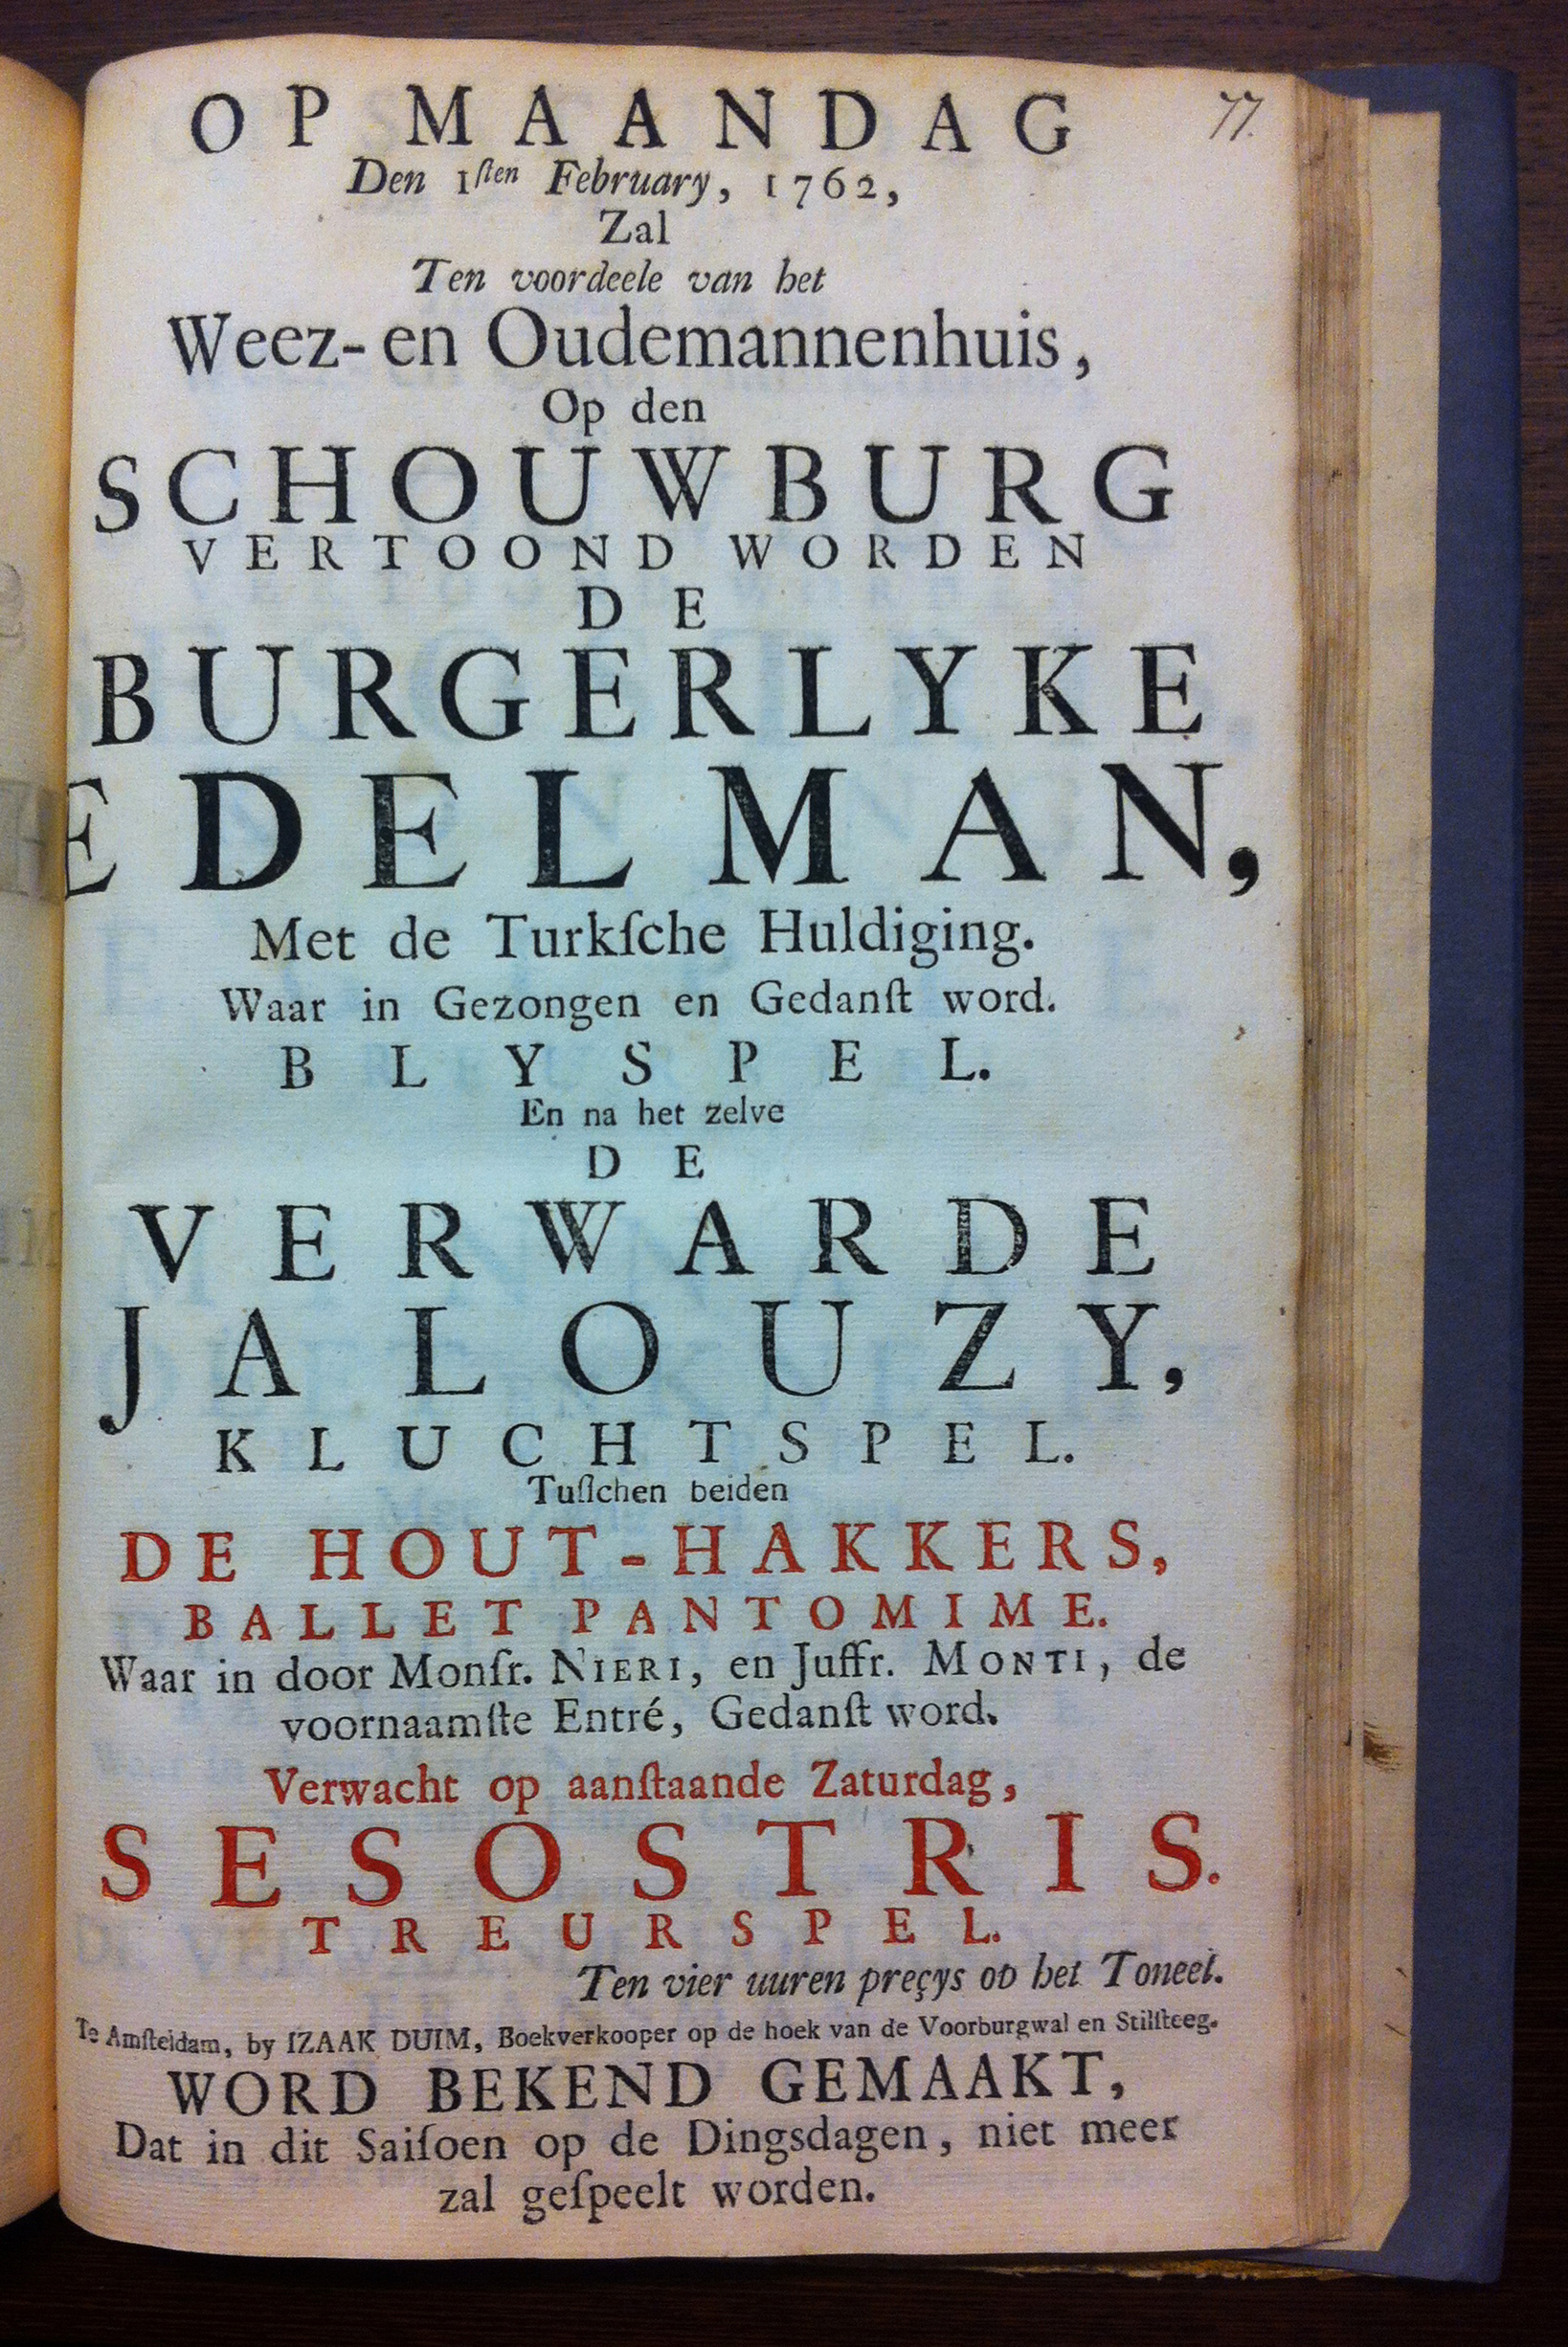 77.
OP MAANDAG
Den 1ſten February, 1762,
Zal
Ten voordeele van het
Weez- en Oudemannenhuis,
Op den
SCHOUWBURG
VERTOOND WORDEN
DE
BURGERLYKE
EDELMAN,
Met de Turkſche Huldiging.
Waar in Gezongen en Gedanſt word.
BLYSPEL.
En na het zelve
DE
VERWARDE
JALOUZY,
KLUCHTSPEL.
Tuſſchen beiden
DE HOUT-HAKKERS,
BALLET PANTOMIME.
Waar in door Monſr. NIERI, en Juffr. MONTI, de
voornaamſte Entré, Gedanſt word.
Verwacht op aanſtaande Zaturdag,
SESOSTRIS.
TREURSPEL.
Ten vier uuren preçys op het Toneel.
Te Amſteldam, by IZAAK DUIM, Boekverkooper op de hoek van de Voorburgwal en Stilſteeg.
WORD BEKEND GEMAAKT,
Dat in dit Saiſoen op de Dingsdagen, niet meer
zal geſpeelt worden.